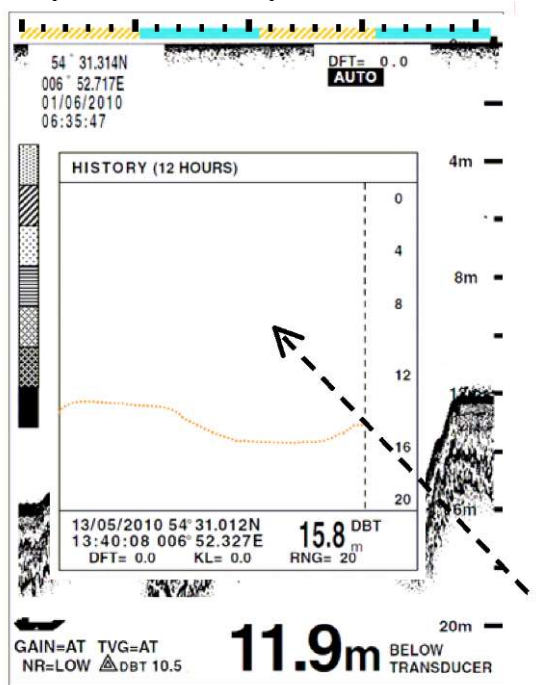 54° 31.314N
006° 52.717E
01/06/2010
06:35:47
DFT= 0.0
AUTO
4m
8m
HISTORY (12 HOURS)
0
4
8
12
16
20
13/05/2010 54° 31.012N
13:40:08 006° 52.327E
DFT= 0.0 KL= 0.0 RNG= 20
15.8 m DBT
20m
GAIN=AT TVG=AT
NR=LOW DBT 10.5
11.9m BELOW TRANSDUCER